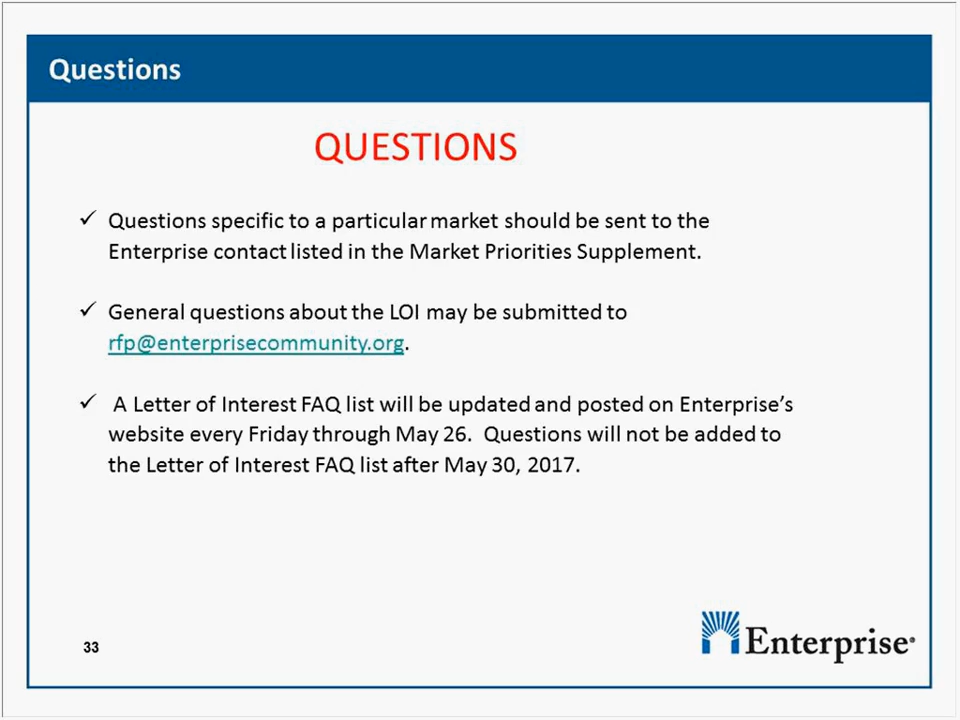 Questions
QUESTIONS
✓ Questions specific to a particular market should be sent to the
Enterprise contact listed in the Market Priorities Supplement.
✓ General questions about the LOI may be submitted to
rfp@enterprisecommunity.org.
✓ A Letter of Interest FAQ list will be updated and posted on Enterprise’s
website every Friday through May 26. Questions will not be added to
the Letter of Interest FAQ list after May 30, 2017.
33
Enterprise®